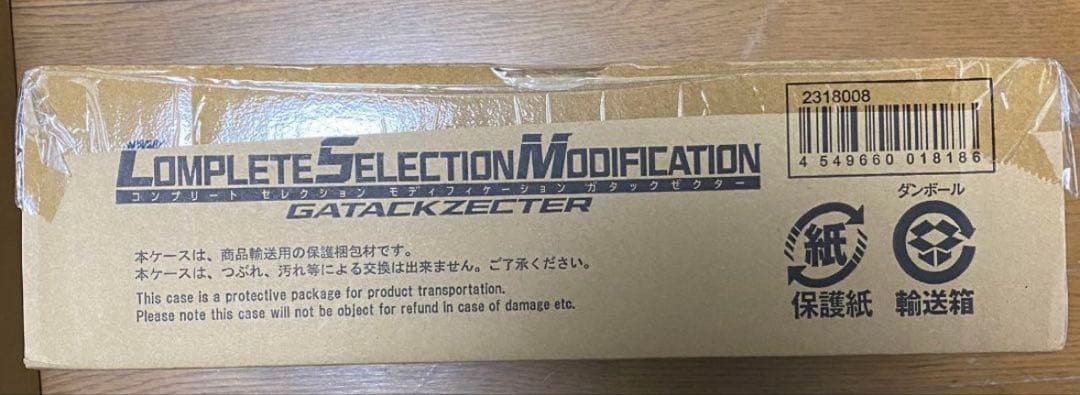 COMPLETE SELECTION MODIFICATION
コンプリート セレクション モディフィケーション ガタックゼクター
GATACKZECTER
本ケースは、商品輸送用の保護梱包材です。
本ケースは、つぶれ、汚れ等による交換は出来ません。ご了承ください。
This case is a protective package for product transportation.
Please note this case will not be object for refund in case of damage etc.
2318008
4 549660 018186
ダンボール
紙
保護紙
輸送箱